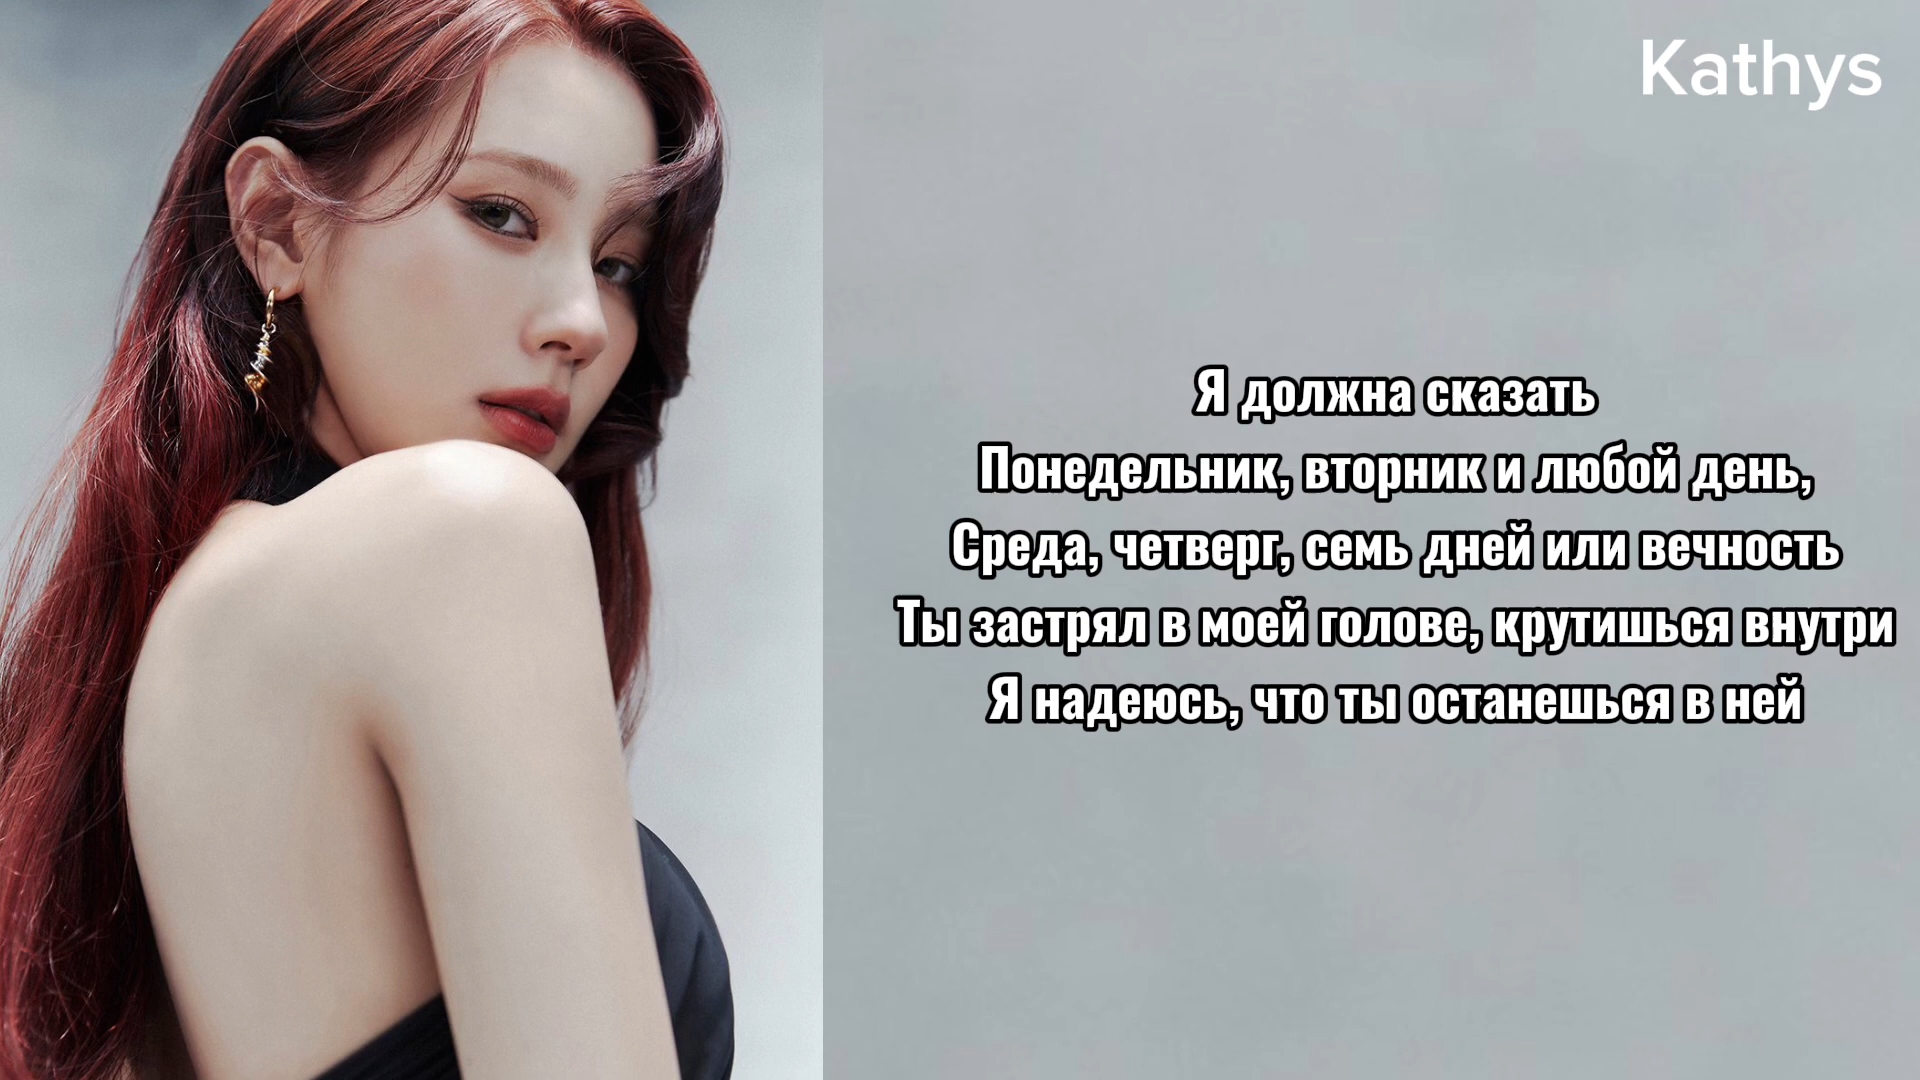 Kathys
Я должна сказать
Понедельник, вторник и любой день,
Среда, четверг, семь дней или вечность
Ты застрял в моей голове, крутишься внутри
Я надеюсь, что ты останешься в ней